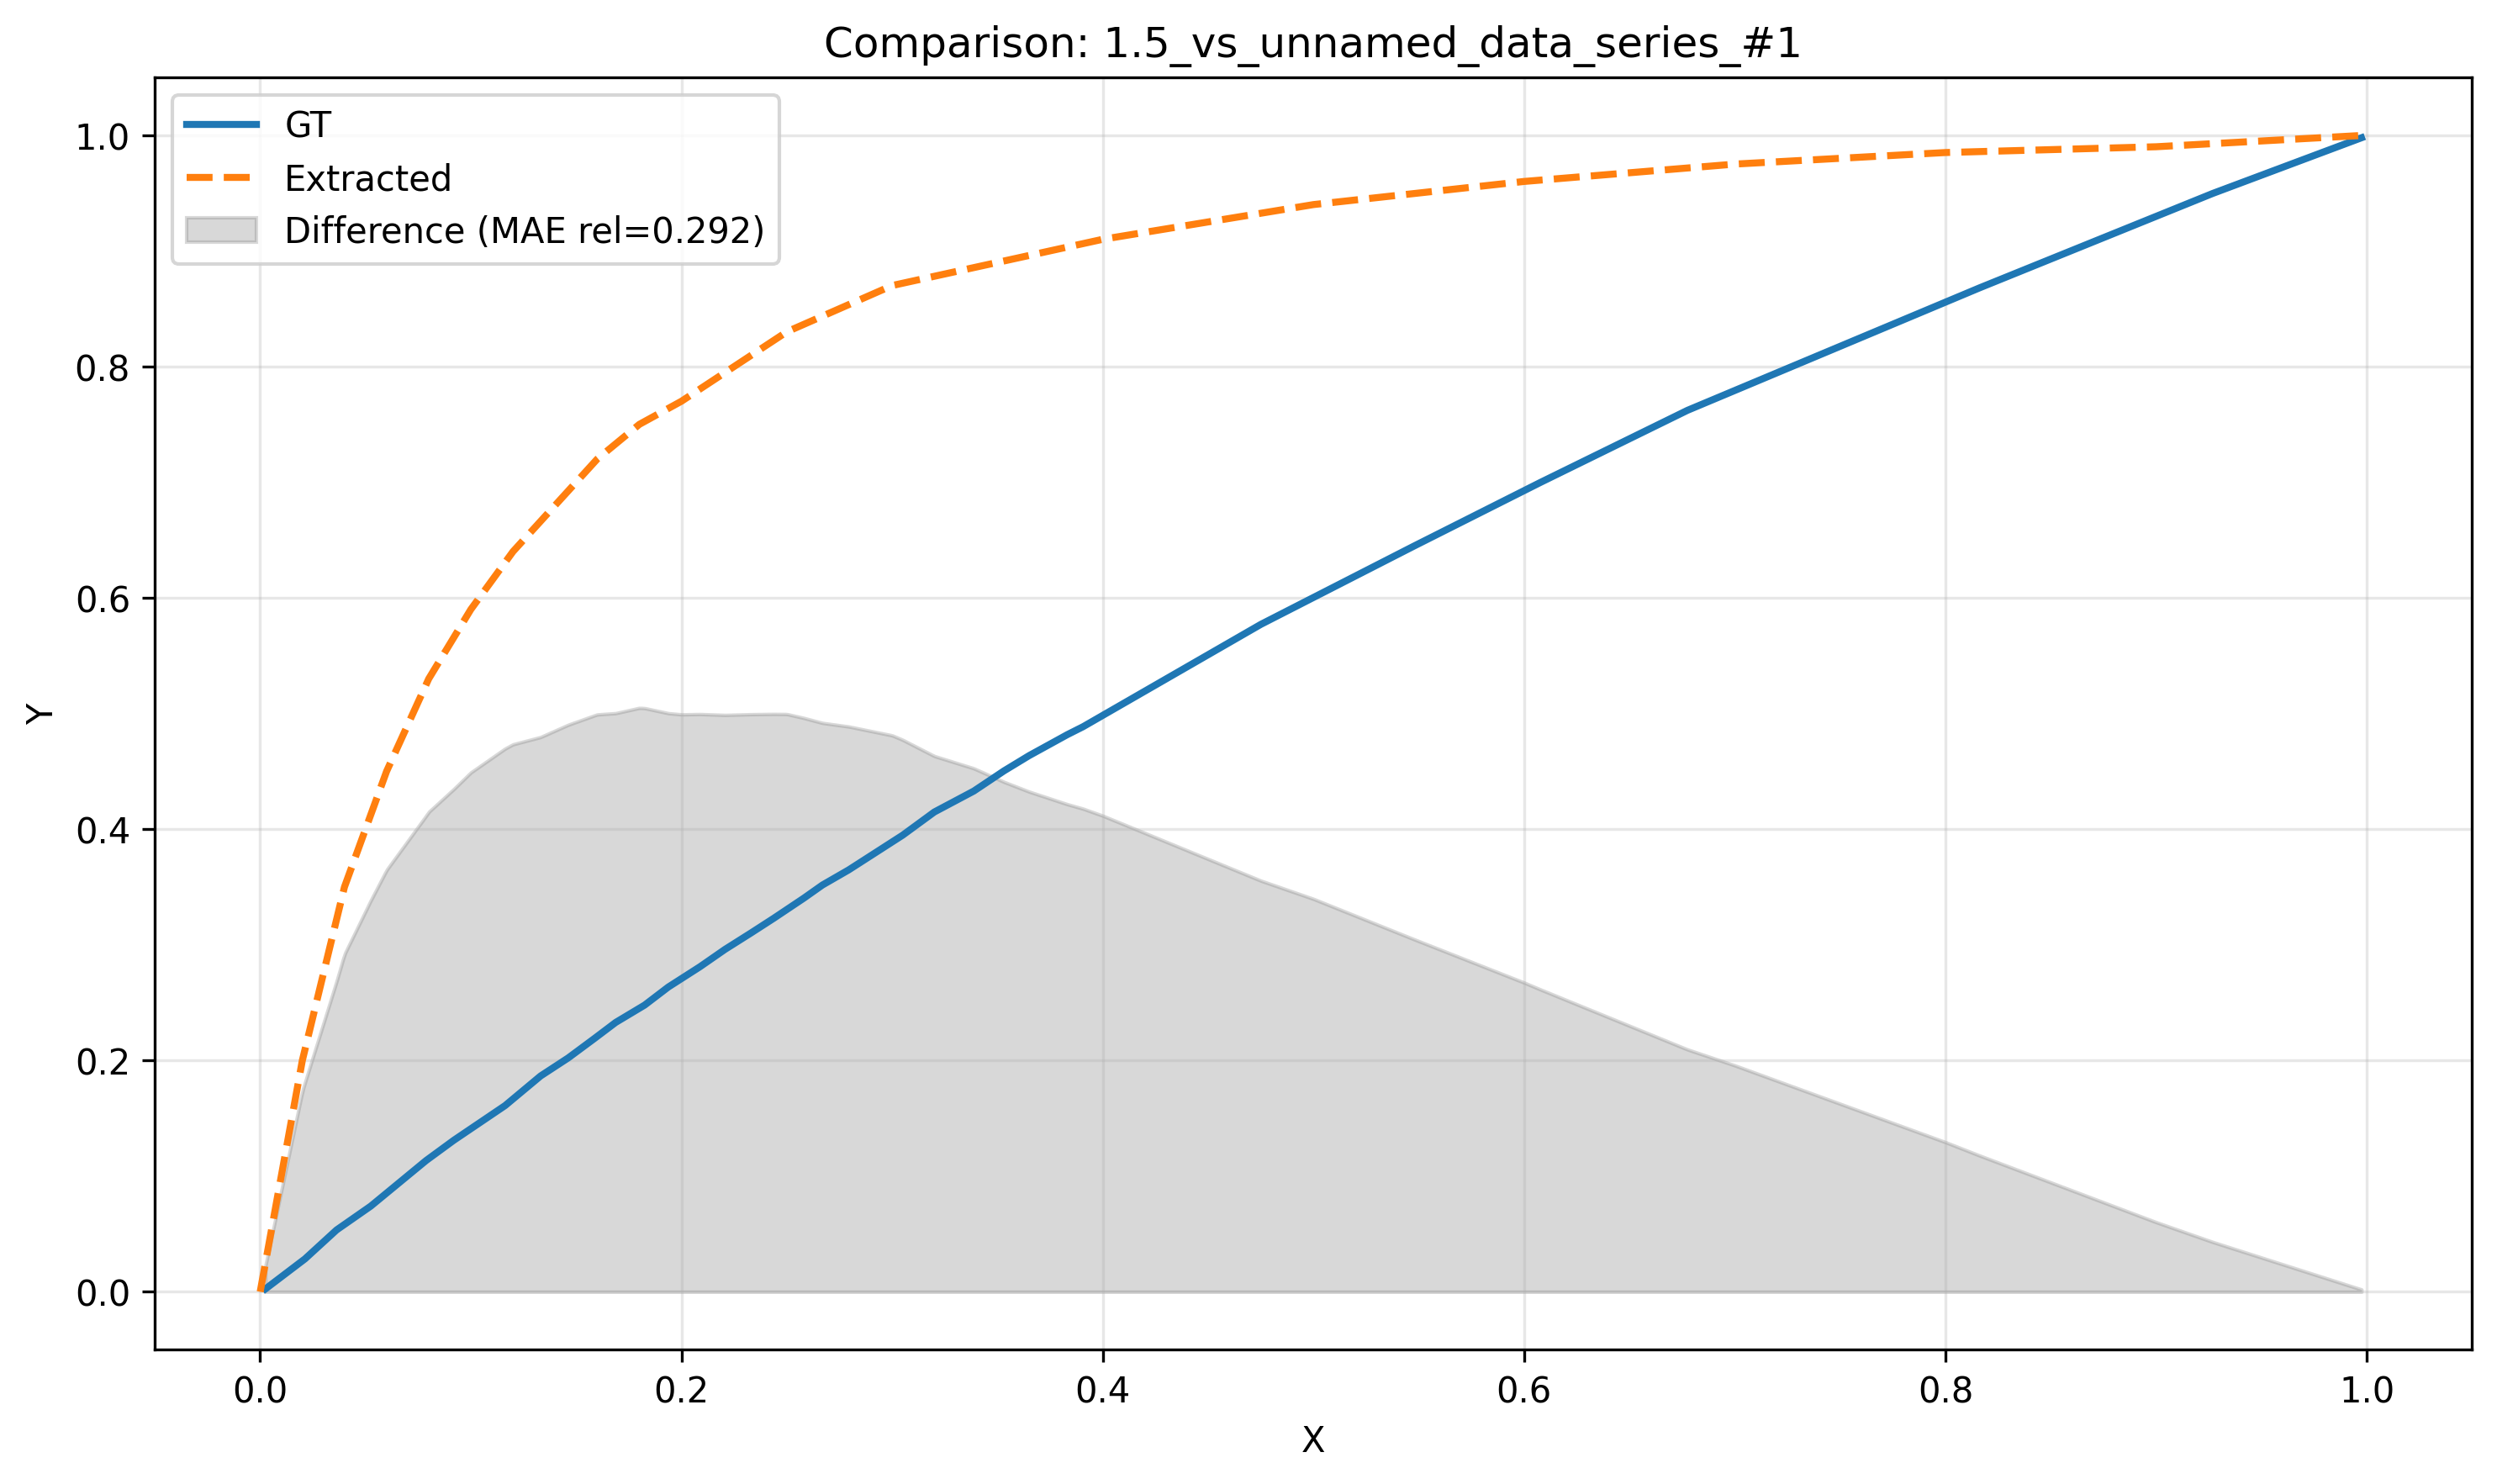 Comparison: 1.5_vs_unnamed_data_series_#1
GT
Extracted
Difference (MAE rel=0.292)
1.0
0.8
0.6
0.4
0.2
0.0
Y
0.0 0.2 0.4 0.6 0.8 1.0
X